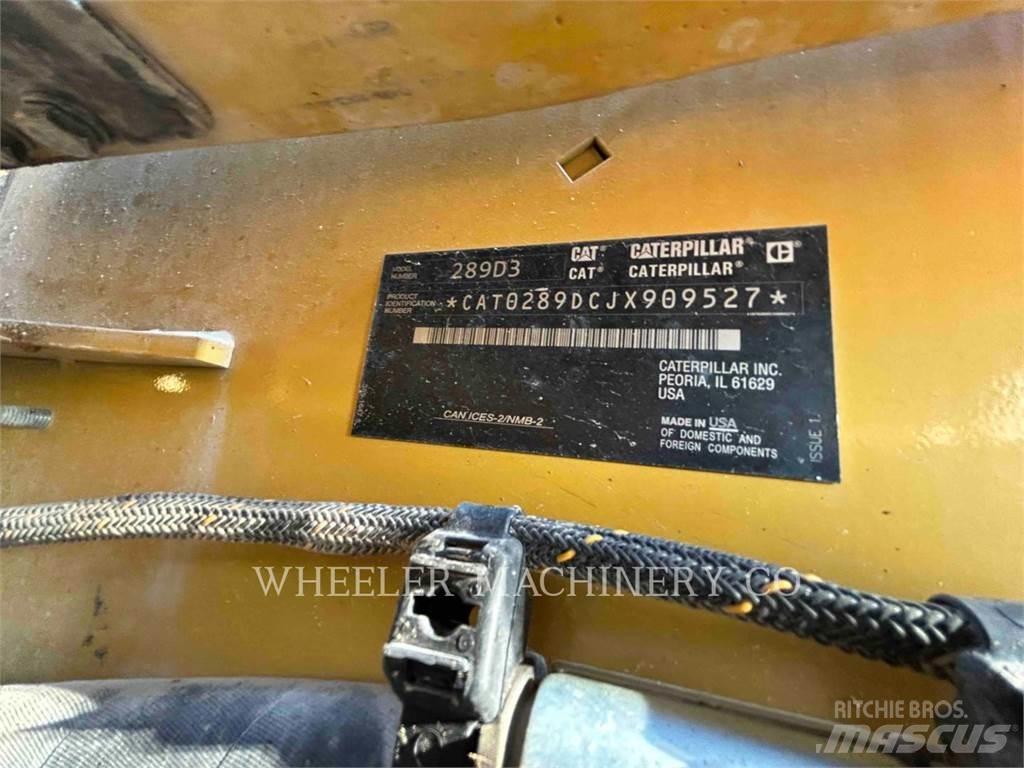 MODEL NUMBER 289D3 CAT® CATERPILLAR®
CAT® CATERPILLAR®
PRODUCT IDENTIFICATION NUMBER *CAT0289DCJX909527*
CATERPILLAR INC.
PEORIA, IL 61629
USA
CAN ICES-2/NMB-2
MADE IN USA
OF DOMESTIC AND
FOREIGN COMPONENTS
ISSUE 1
WHEELER MACHINERY CO.
RITCHIE BROS.
MASCUS